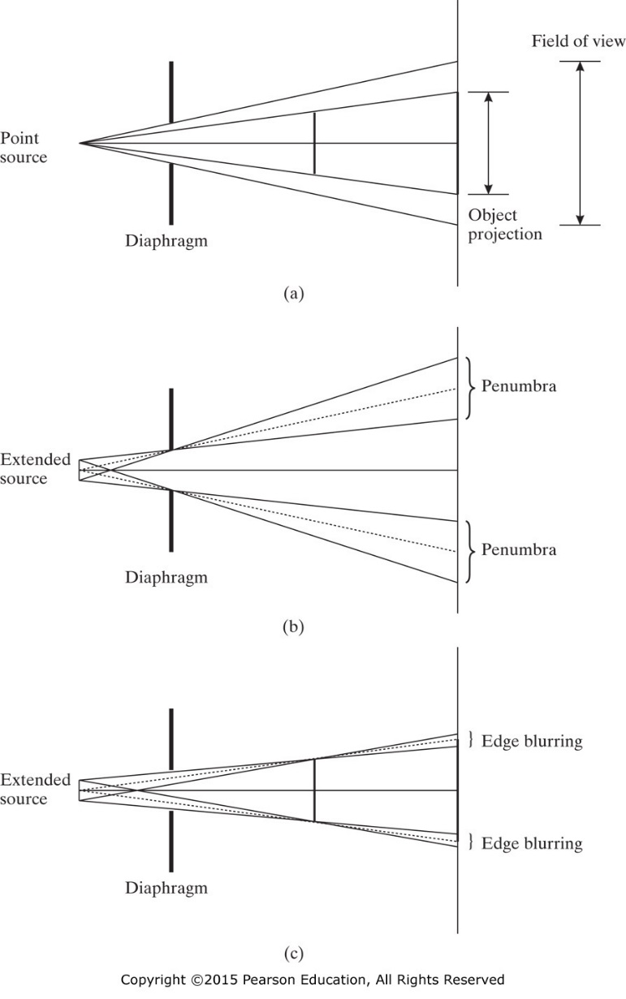 Field of view
Point
source
Object
projection
Diaphragm
(a)
Penumbra
Extended
source
Penumbra
Diaphragm
(b)
Edge blurring
Extended
source
Edge blurring
Diaphragm
(c)
Copyright ©2015 Pearson Education, All Rights Reserved